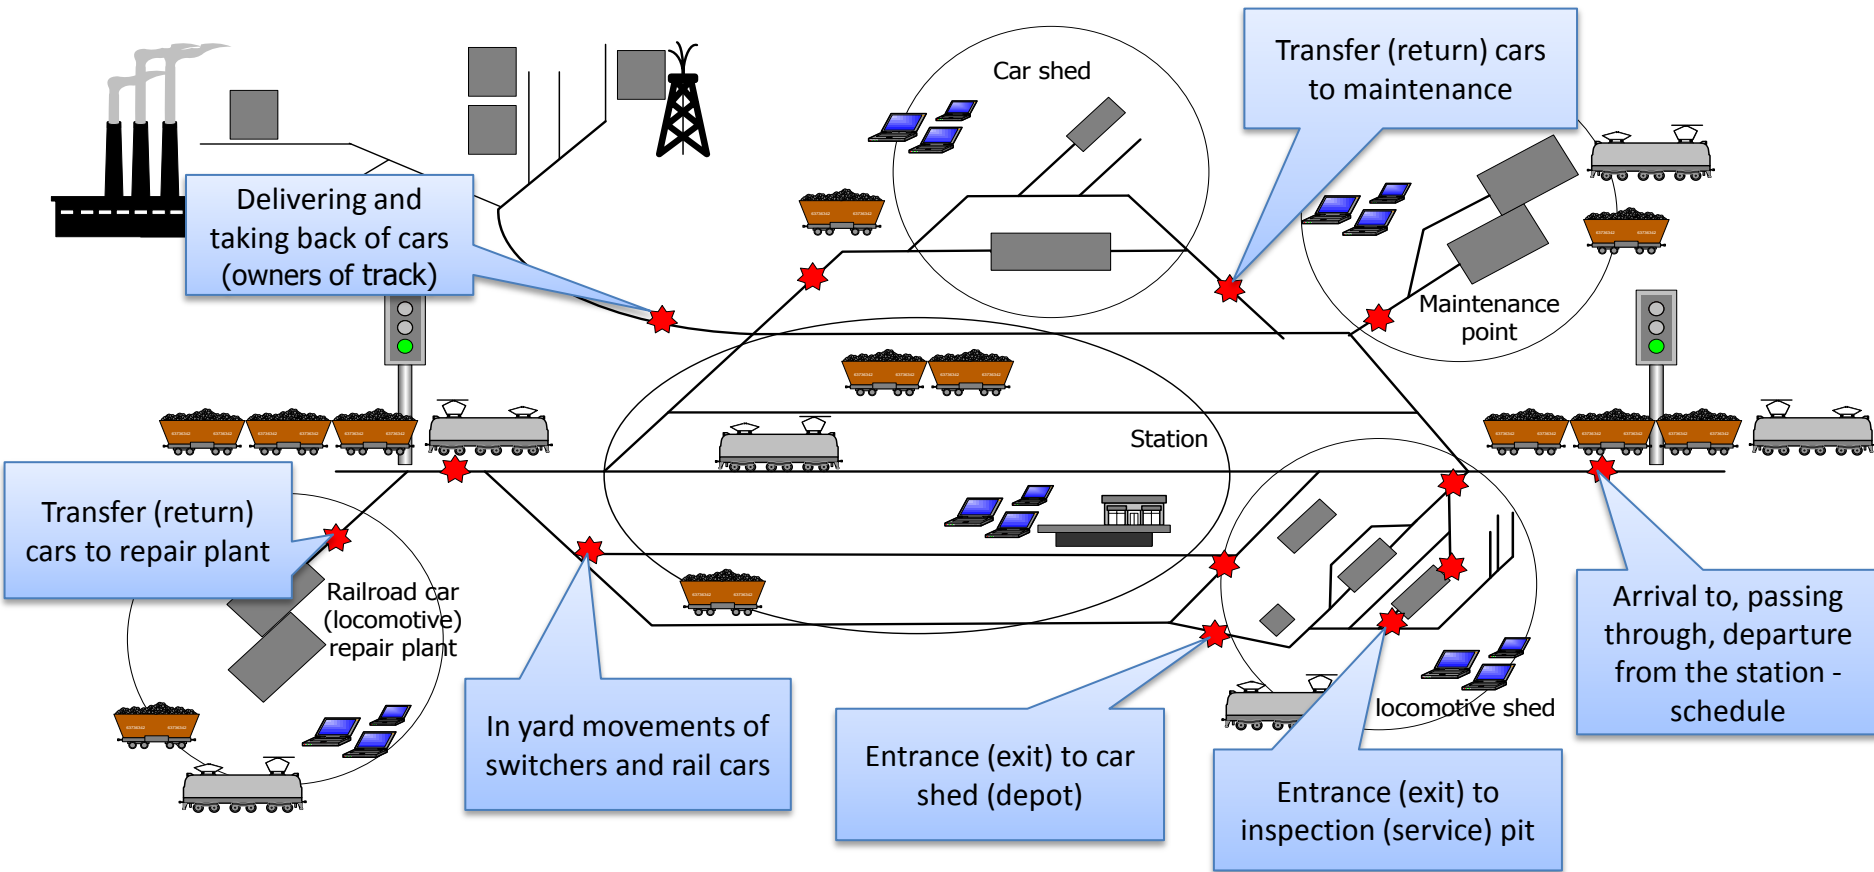 Car shed
Transfer (return) cars
to maintenance
Delivering and
taking back of cars
(owners of track)
Maintenance
point
Station
Transfer (return)
cars to repair plant
Railroad car
(locomotive)
repair plant
In yard movements of
switchers and rail cars
Entrance (exit) to car
shed (depot)
locomotive shed
Entrance (exit) to
inspection (service) pit
Arrival to, passing
through, departure
from the station -
schedule